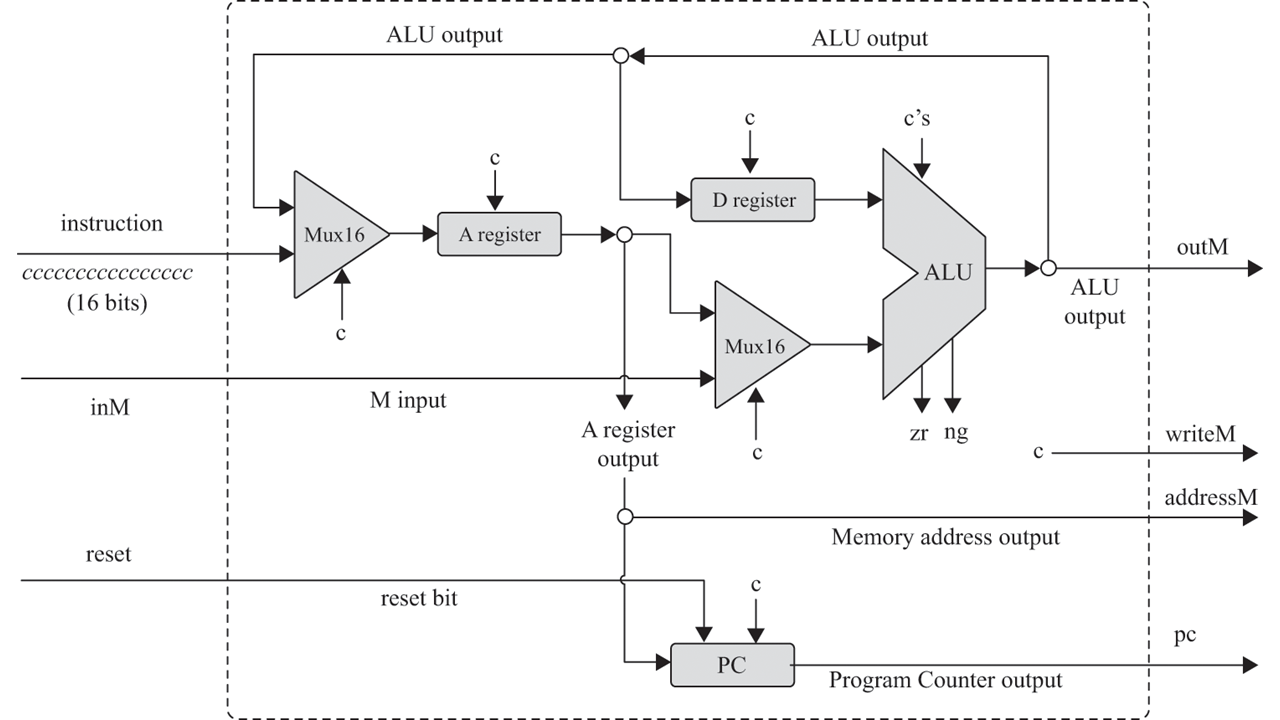 ALU output
ALU output
c
c's
c
instruction
Mux16
A register
D register
cccccccccccccccc
(16 bits)
c
ALU
outM
ALU
output
Mux16
inM
M input
A register
output
c
zr
ng
c
writeM
addressM
Memory address output
reset
reset bit
c
PC
pc
Program Counter output